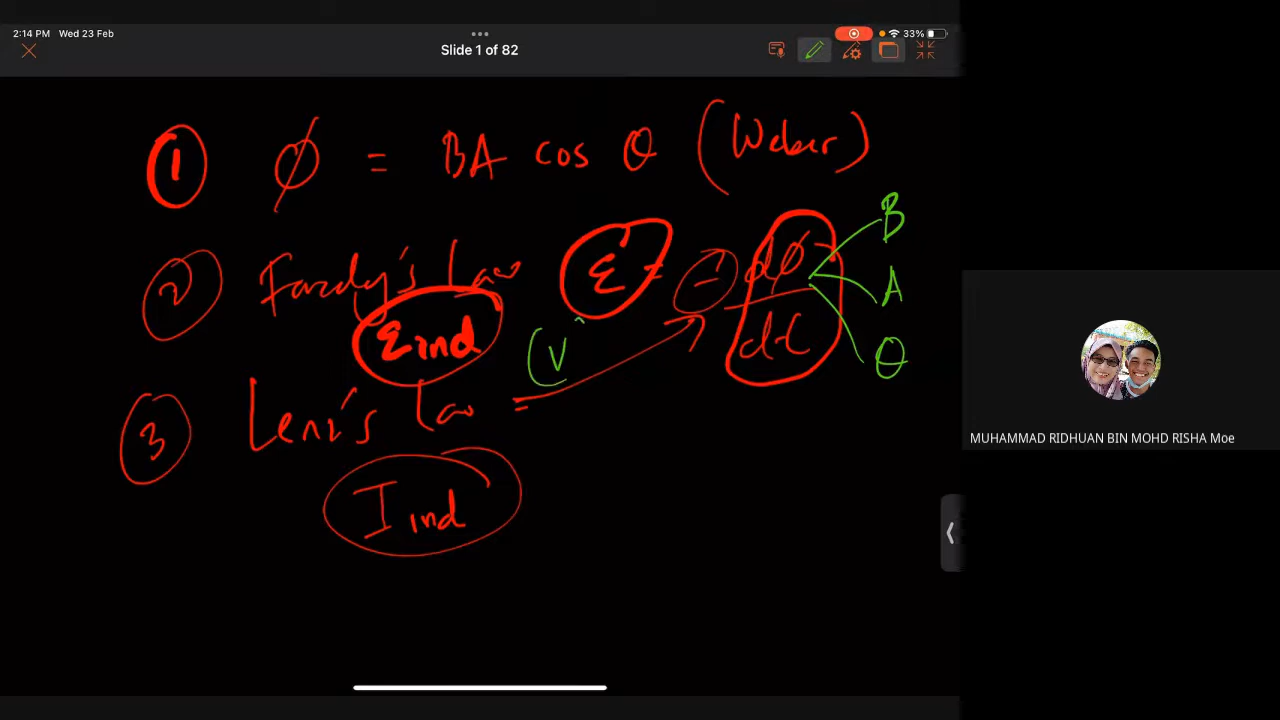 2:14 PM Wed 23 Feb
33%
Slide 1 of 82
① ϕ = BA cos θ (Weber)
② Farady's Law ε = - dϕ/dt
B
A
θ
εind
(V
③ Lenz's Law =
I ind
MUHAMMAD RIDHUAN BIN MOHD RISHA Moe